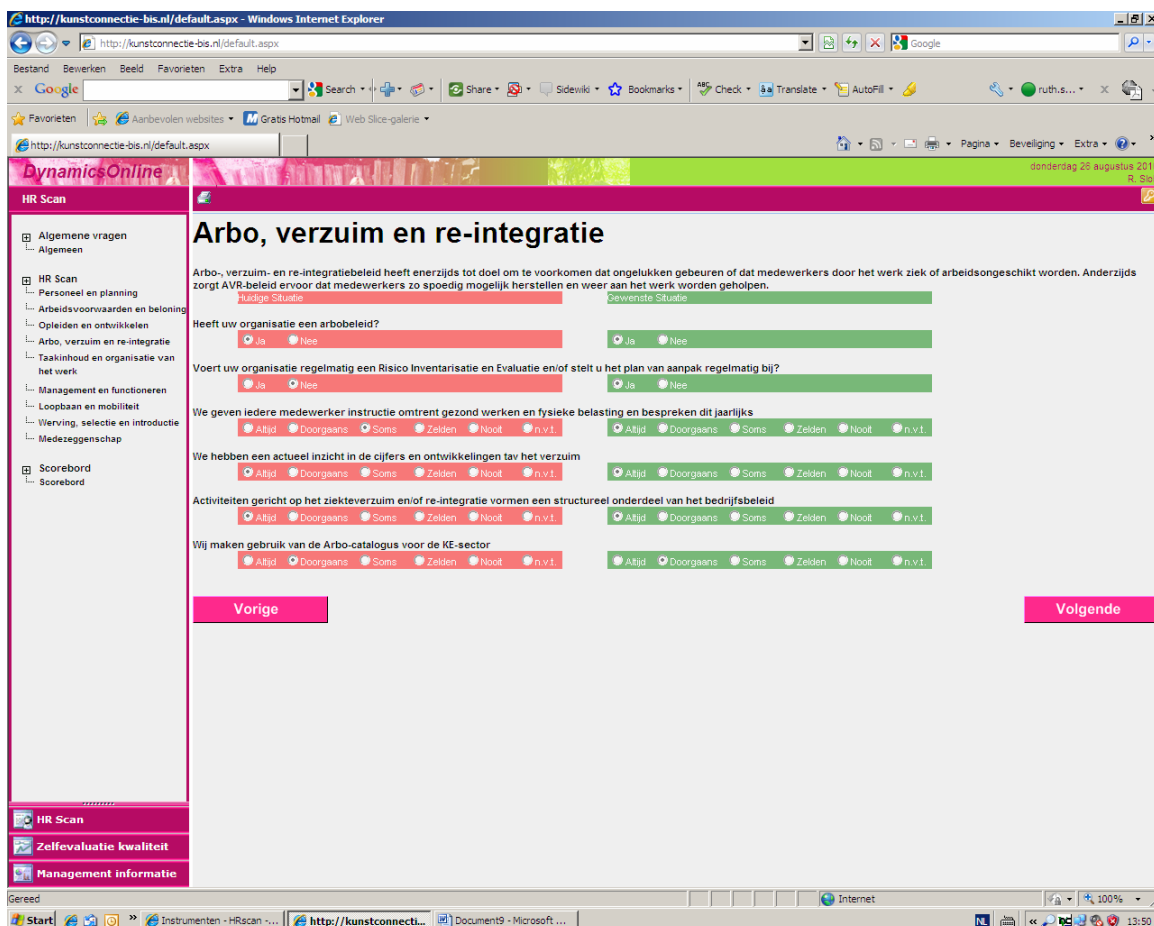 http://kunstconnectie-bis.nl/default.aspx - Windows Internet Explorer
http://kunstconnectie-bis.nl/default.aspx
Google
Bestand Bewerken Beeld Favorieten Extra Help
x Google Search Share Sidewiki Bookmarks Check Translate AutoFill ruth.s...
Favorieten Aanbevolen websites Gratis Hotmail Web Slice-galerie
http://kunstconnectie-bis.nl/default.aspx Pagina Beveiliging Extra
DynamicsOnline
donderdag 26 augustus 201
R. Slo
HR Scan
Algemene vragen
Algemeen
HR Scan
Personeel en planning
Arbeidsvoorwaarden en beloning
Opleiden en ontwikkelen
Arbo, verzuim en re-integratie
Taakinhoud en organisatie van
het werk
Management en functioneren
Loopbaan en mobiliteit
Werving, selectie en introductie
Medezeggenschap
Scorebord
Scorebord
Arbo, verzuim en re-integratie
Arbo-, verzuim- en re-integratiebeleid heeft enerzijds tot doel om te voorkomen dat ongelukken gebeuren of dat medewerkers door het werk ziek of arbeidsongeschikt worden. Anderzijds
zorgt AVR-beleid ervoor dat medewerkers zo spoedig mogelijk herstellen en weer aan het werk worden geholpen.
Huidige Situatie Gewenste Situatie
Heeft uw organisatie een arbobeleid?
Ja Nee Ja Nee
Voert uw organisatie regelmatig een Risico Inventarisatie en Evaluatie en/of stelt u het plan van aanpak regelmatig bij?
Ja Nee Ja Nee
We geven iedere medewerker instructie omtrent gezond werken en fysieke belasting en bespreken dit jaarlijks
Altijd Doorgaans Soms Zelden Nooit n.v.t. Altijd Doorgaans Soms Zelden Nooit n.v.t.
We hebben een actueel inzicht in de cijfers en ontwikkelingen tav het verzuim
Altijd Doorgaans Soms Zelden Nooit n.v.t. Altijd Doorgaans Soms Zelden Nooit n.v.t.
Activiteiten gericht op het ziekteverzuim en/of re-integratie vormen een structureel onderdeel van het bedrijfsbeleid
Altijd Doorgaans Soms Zelden Nooit n.v.t. Altijd Doorgaans Soms Zelden Nooit n.v.t.
Wij maken gebruik van de Arbo-catalogus voor de KE-sector
Altijd Doorgaans Soms Zelden Nooit n.v.t. Altijd Doorgaans Soms Zelden Nooit n.v.t.
Vorige Volgende
HR Scan
Zelfevaluatie kwaliteit
Management informatie
Gereed Internet 100%
Start Instrumenten - HRscan -... http://kunstconnecti... Document9 - Microsoft ... NL 13:50